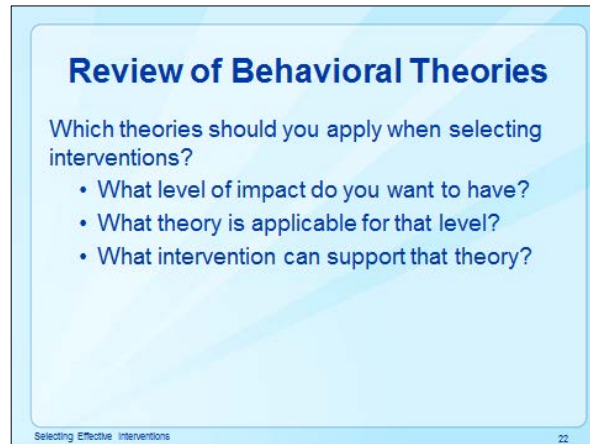 Review of Behavioral Theories
Which theories should you apply when selecting
interventions?
• What level of impact do you want to have?
• What theory is applicable for that level?
• What intervention can support that theory?
Selecting Effective Interventions
22